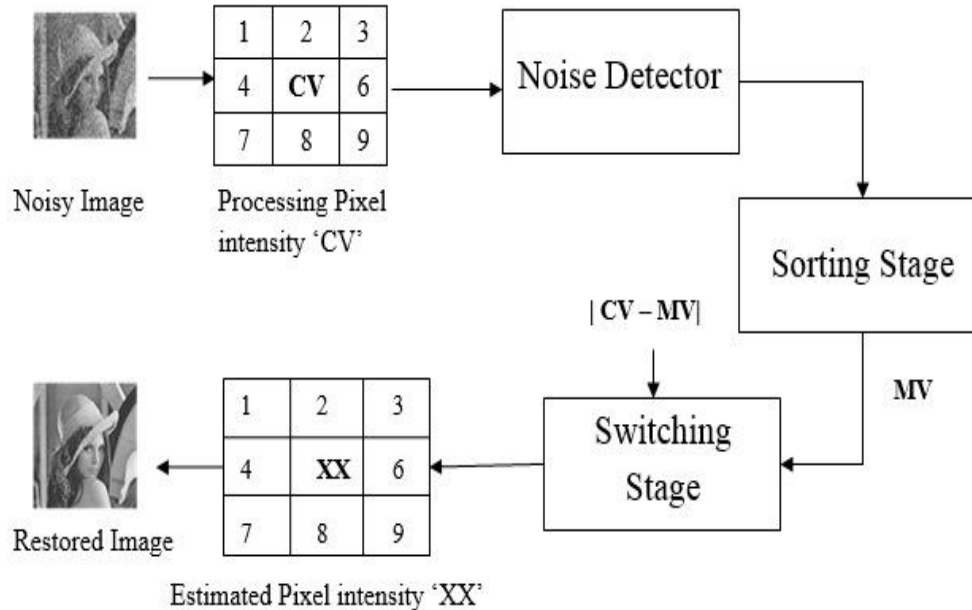 1 2 3
4 CV 6
7 8 9
Noisy Image
Processing Pixel
intensity ‘CV’
Noise Detector
Sorting Stage
MV
| CV – MV|
Switching
Stage
1 2 3
4 XX 6
7 8 9
Estimated Pixel intensity ‘XX’
Restored Image